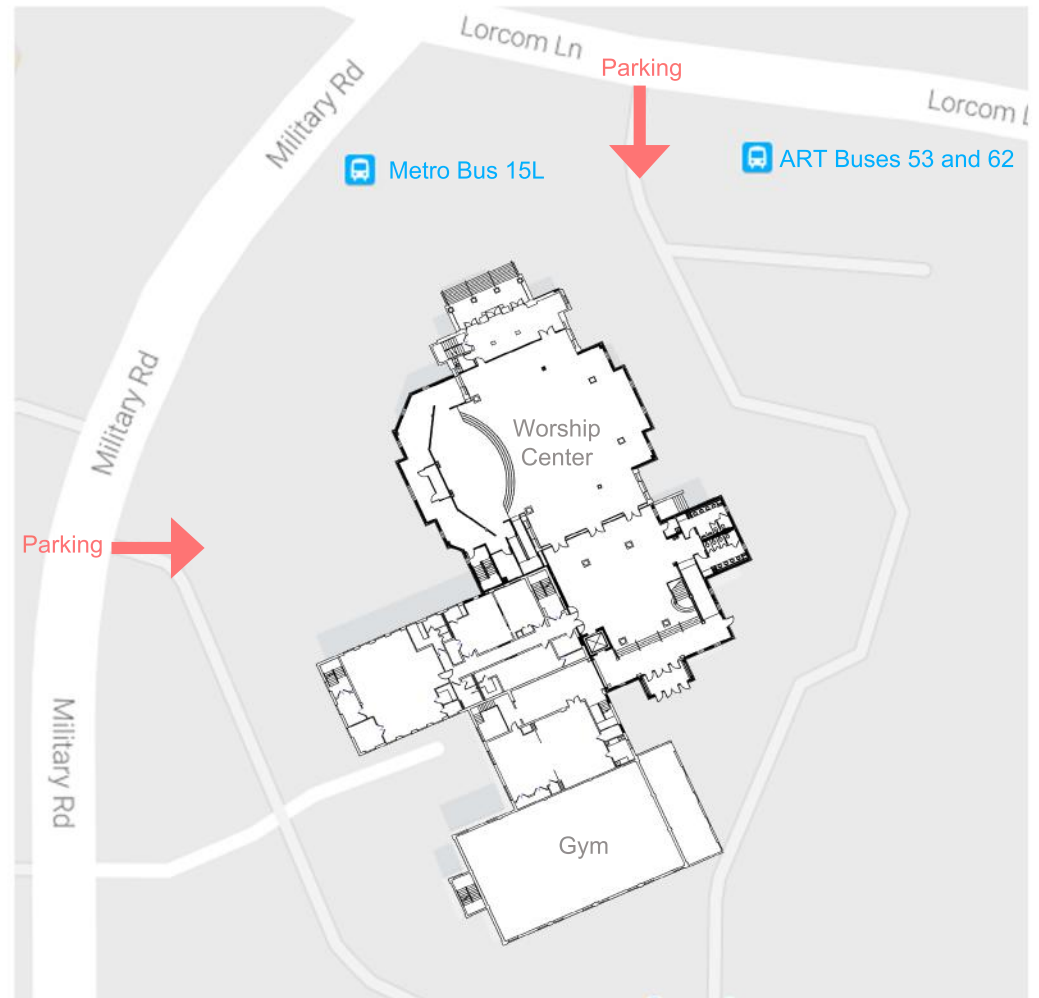 Lorcom Ln
Parking
Military Rd
Lorcom L
Metro Bus 15L
ART Buses 53 and 62
Military Rd
Worship
Center
Parking
Military Rd
Gym